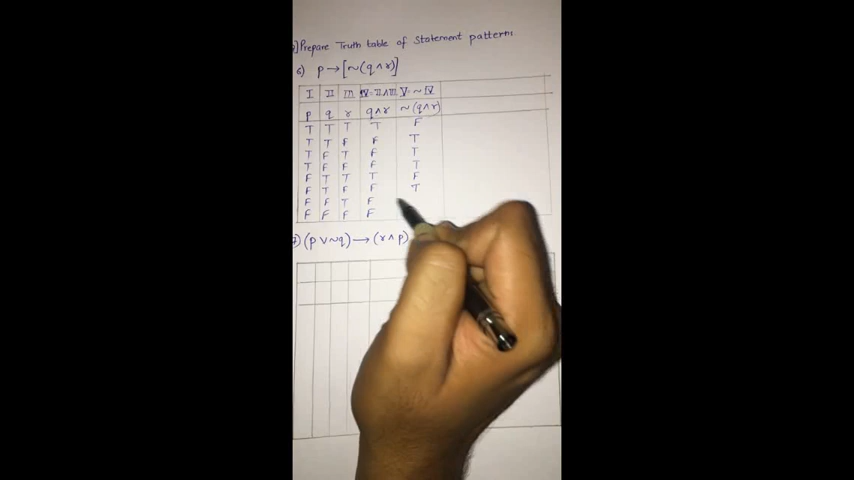 ]Prepare Truth table of Statement pattern
6) p→[~(q∧r)]
I II III IV=II∧III V=~IV
p q r q∧r ~(q∧r)
T T T T F
T T F F T
T F T F T
T F F F T
F T T T F
F T F F T
F F T F
F F F F
7) (p∨~q)→(r∧p)